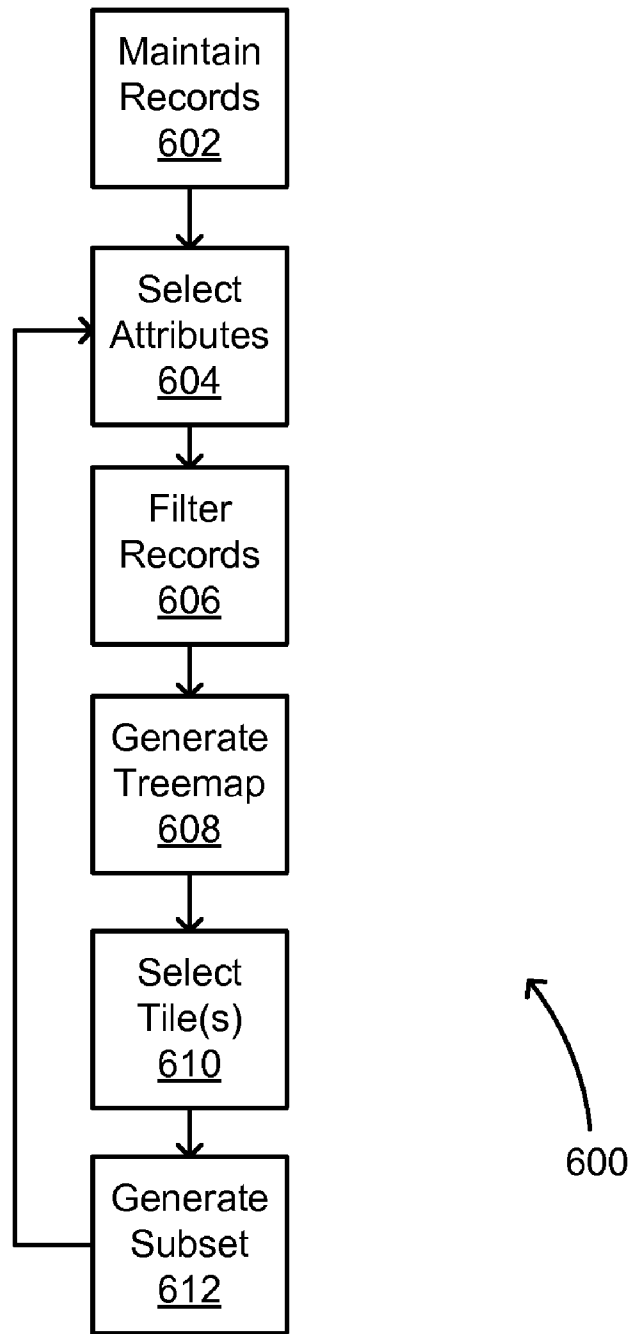 Maintain
Records
602
Select
Attributes
604
Filter
Records
606
Generate
Treemap
608
Select
Tile(s)
610
Generate
Subset
612
600